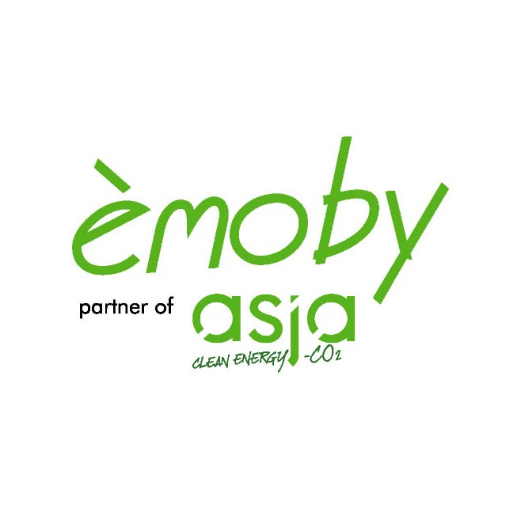 èmoby
partner of asja
CLEAN ENERGY -CO2